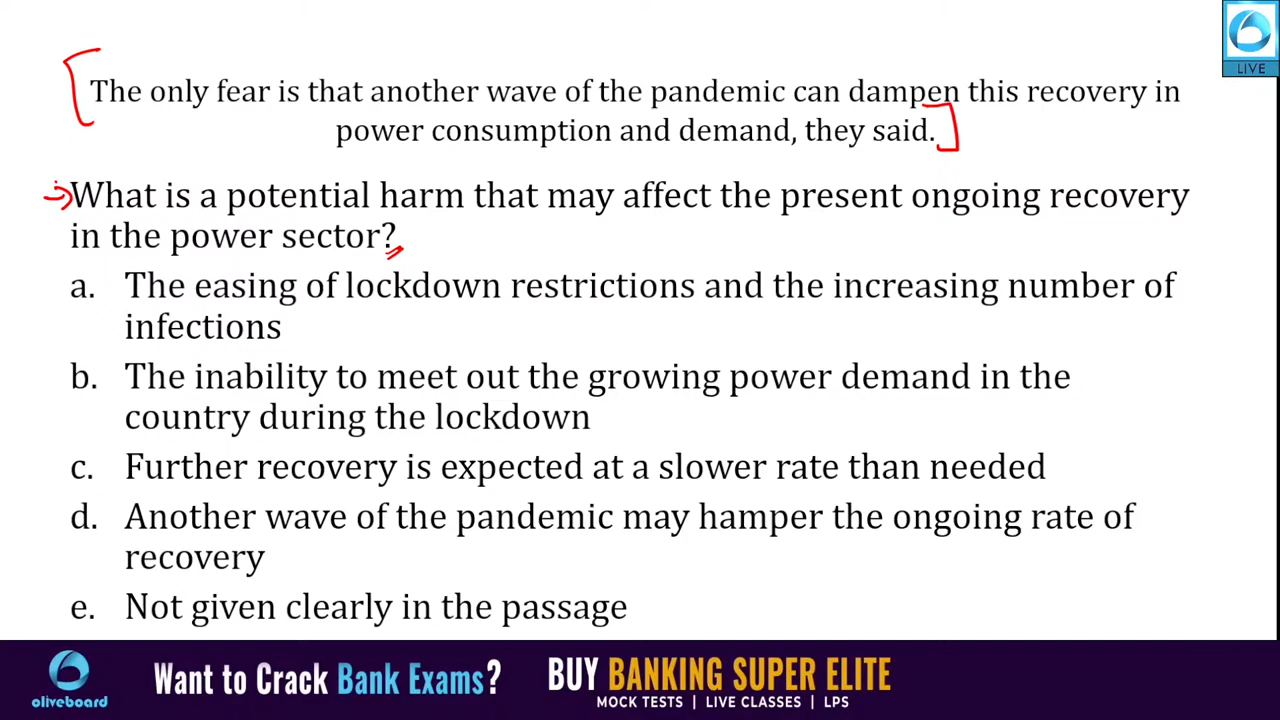 LIVE
The only fear is that another wave of the pandemic can dampen this recovery in
power consumption and demand, they said.
What is a potential harm that may affect the present ongoing recovery
in the power sector?
a. The easing of lockdown restrictions and the increasing number of
infections
b. The inability to meet out the growing power demand in the
country during the lockdown
c. Further recovery is expected at a slower rate than needed
d. Another wave of the pandemic may hamper the ongoing rate of
recovery
e. Not given clearly in the passage
oliveboard
Want to Crack Bank Exams?
BUY BANKING SUPER ELITE
MOCK TESTS | LIVE CLASSES | LPS